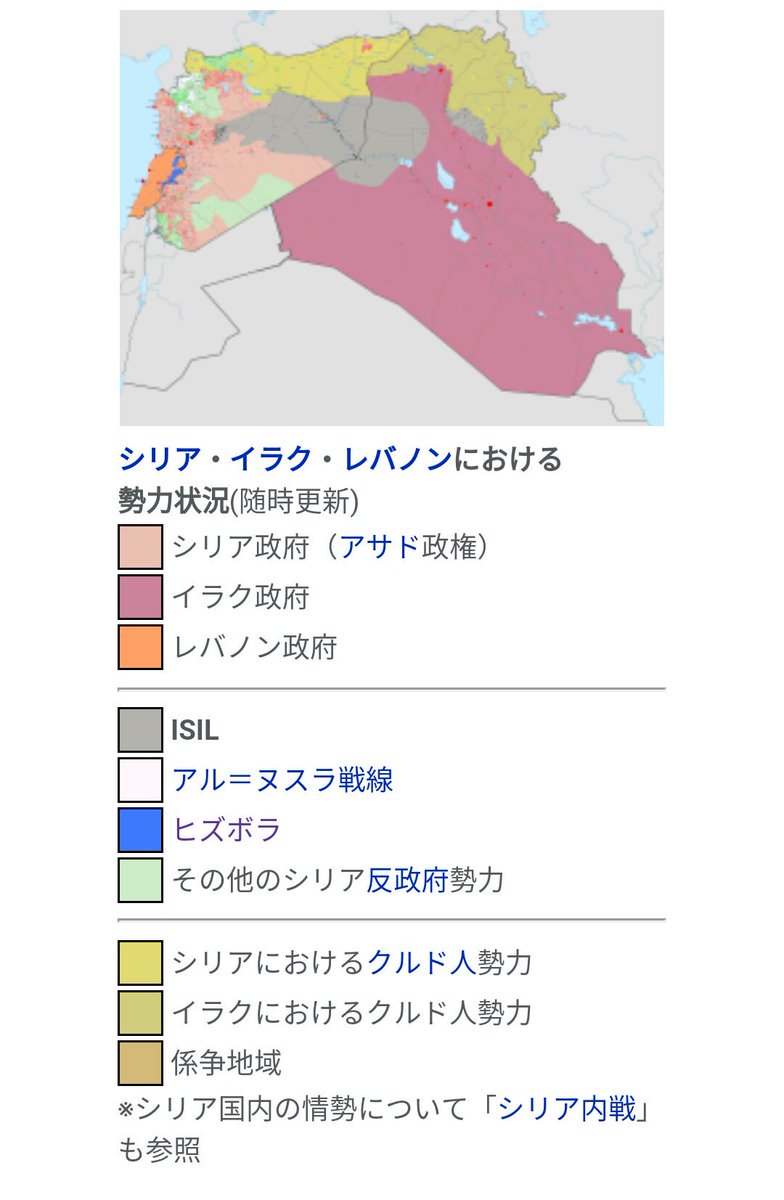 シリア・イラク・レバノンにおける
勢力状況(随時更新)
シリア政府（アサド政権）
イラク政府
レバノン政府
ISIL
アル＝ヌスラ戦線
ヒズボラ
その他のシリア反政府勢力
シリアにおけるクルド人勢力
イラクにおけるクルド人勢力
係争地域
※シリア国内の情勢について「シリア内戦」
も参照